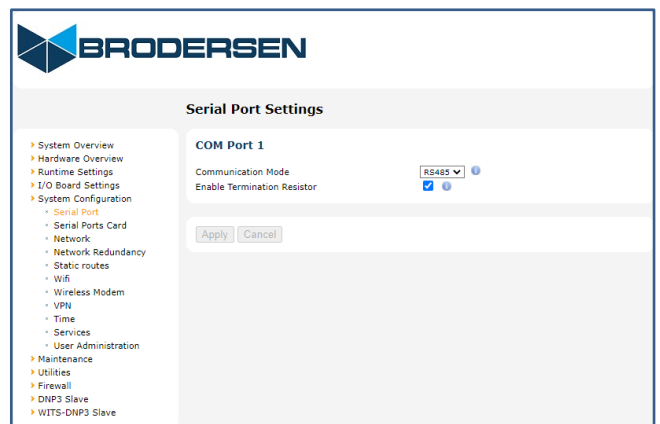 BRODERSEN
Serial Port Settings
System Overview
Hardware Overview
Runtime Settings
I/O Board Settings
System Configuration
Serial Port
Serial Ports Card
Network
Network Redundancy
Static routes
Wifi
Wireless Modem
VPN
Time
Services
User Administration
Maintenance
Utilities
Firewall
DNP3 Slave
WITS-DNP3 Slave
COM Port 1
Communication Mode RS485
Enable Termination Resistor
Apply Cancel